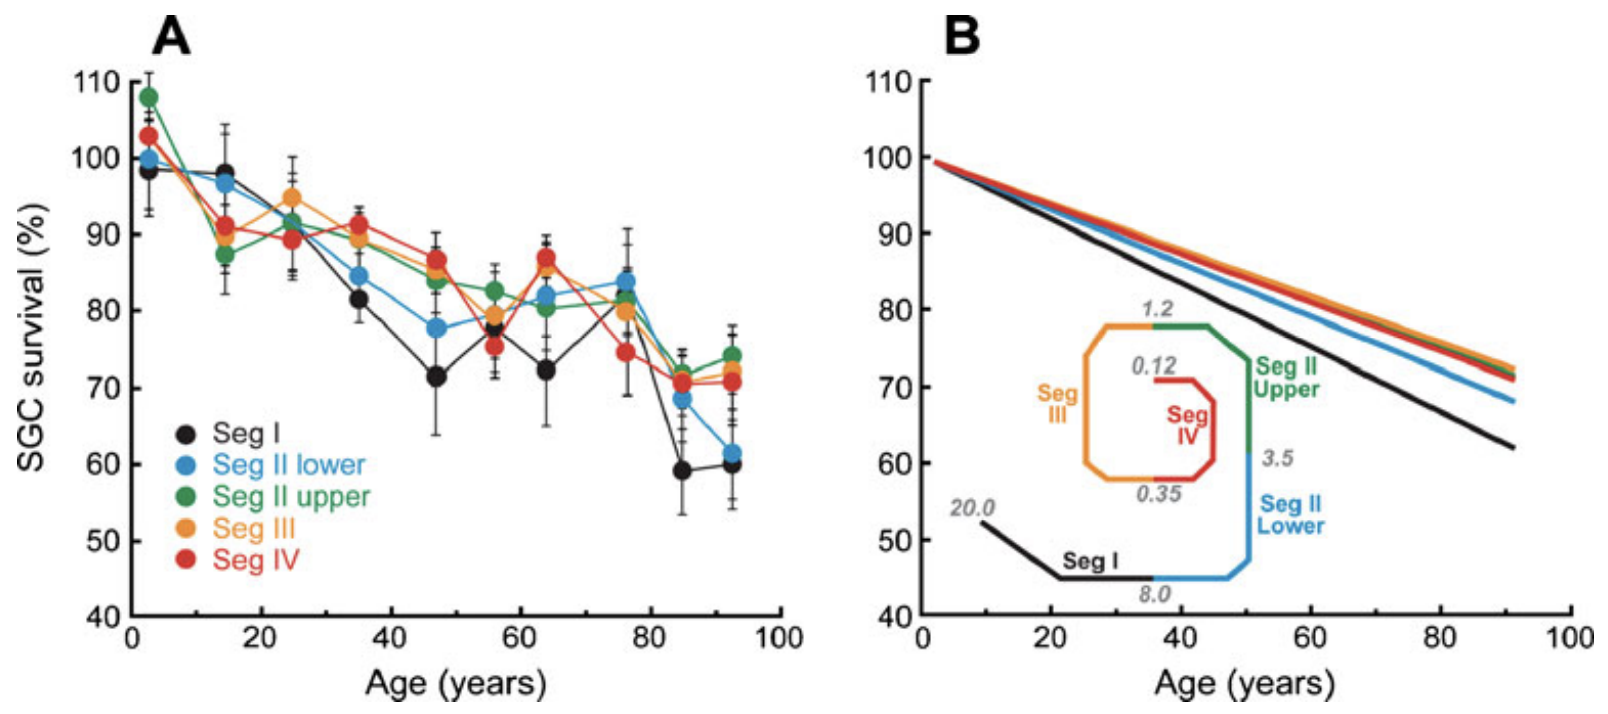 A
SGC survival (%)
110
100
90
80
70
60
50
40
0 20 40 60 80 100
Age (years)
Seg I
Seg II lower
Seg II upper
Seg III
Seg IV
B
110
100
90
80
70
60
50
40
0 20 40 60 80 100
Age (years)
1.2
0.12
Seg II
Upper
Seg
III
Seg
IV
3.5
0.35
20.0
Seg II
Lower
Seg I
8.0